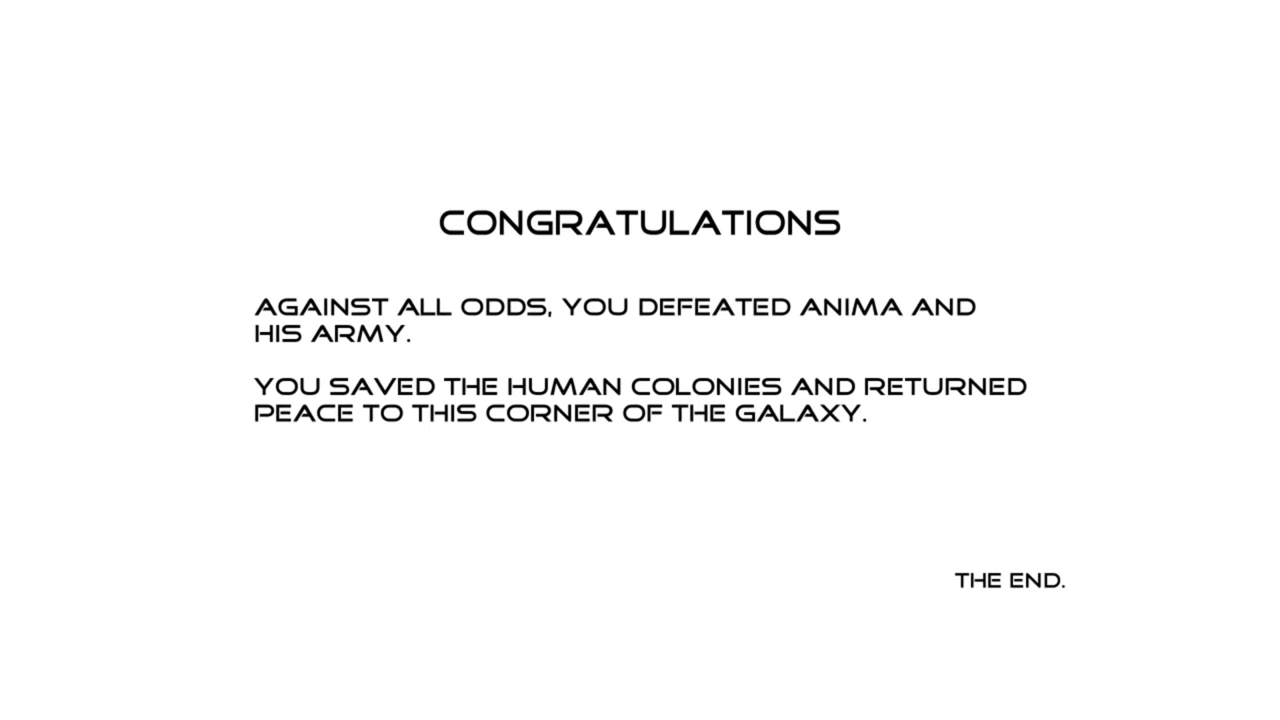 CONGRATULATIONS
AGAINST ALL ODDS, YOU DEFEATED ANIMA AND
HIS ARMY.
YOU SAVED THE HUMAN COLONIES AND RETURNED
PEACE TO THIS CORNER OF THE GALAXY.
THE END.